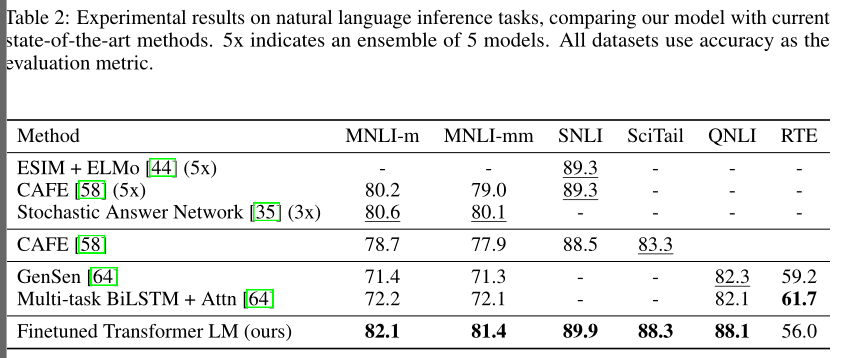 Table 2: Experimental results on natural language inference tasks, comparing our model with current
state-of-the-art methods. 5x indicates an ensemble of 5 models. All datasets use accuracy as the
evaluation metric.
Method MNLI-m MNLI-mm SNLI SciTail QNLI RTE
ESIM + ELMo [44] (5x) - - 89.3 - - -
CAFE [58] (5x) 80.2 79.0 89.3 - - -
Stochastic Answer Network [35] (3x) 80.6 80.1 - - - -
CAFE [58] 78.7 77.9 88.5 83.3
GenSen [64] 71.4 71.3 - - 82.3 59.2
Multi-task BiLSTM + Attn [64] 72.2 72.1 - - 82.1 61.7
Finetuned Transformer LM (ours) 82.1 81.4 89.9 88.3 88.1 56.0